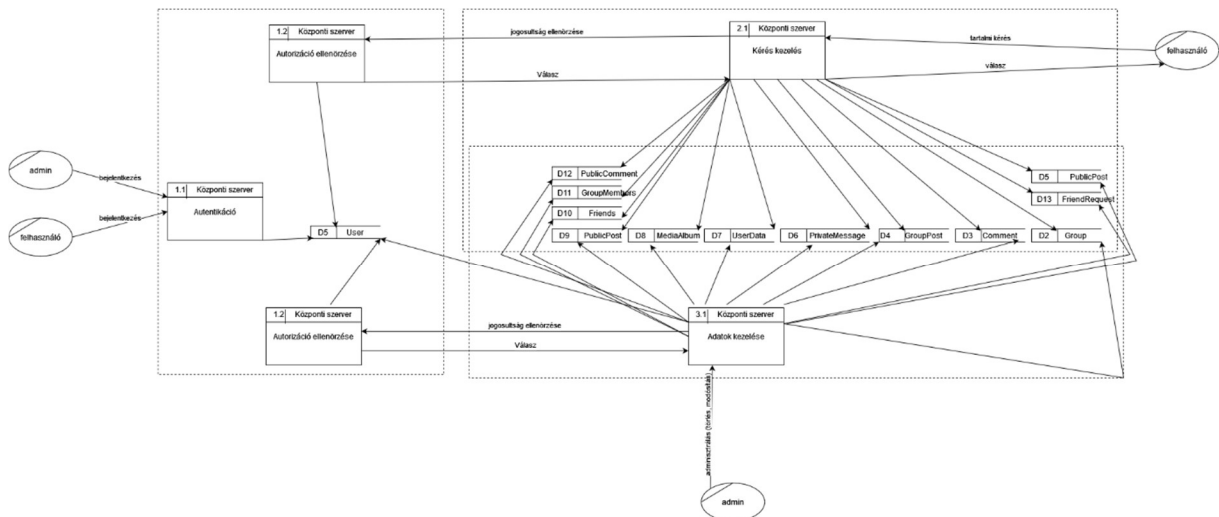 1.2 Központi szerver
Autorizáció ellenőrzése
jogosultság ellenőrzése
Válasz
2.1 Központi szerver
Kérés kezelés
tartalmi kérés
válasz
felhasználó
admin
bejelentkezés
felhasználó
bejelentkezés
1.1 Központi szerver
Autentikáció
D5 User
D12 PublicComment
D11 GroupMembers
D10 Friends
D9 PublicPost
D8 MediaAlbum
D7 UserData
D6 PrivateMessage
D4 GroupPost
D3 Comment
D2 Group
D5 PublicPost
D13 FriendRequest
1.2 Központi szerver
Autorizáció ellenőrzése
jogosultság ellenőrzése
Válasz
3.1 Központi szerver
Adatok kezelése
adminisztrálás (törlés, módosítás)
admin